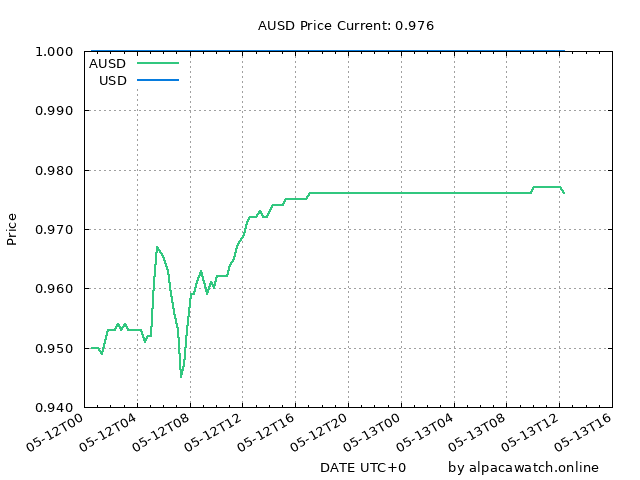 AUSD Price Current: 0.976
1.000
AUSD
USD
0.990
0.980
0.970
Price
0.960
0.950
0.940
05-12T00 05-12T04 05-12T08 05-12T12 05-12T16 05-12T20 05-13T00 05-13T04 05-13T08 05-13T12 05-13T16
DATE UTC+0 by alpacawatch.online